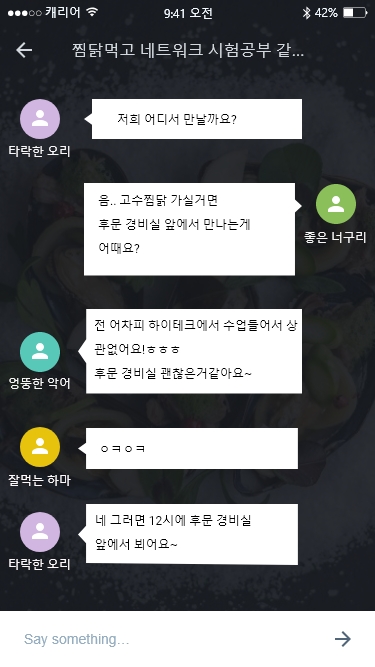 캐리어 9:41 오전 42%
찜닭먹고 네트워크 시험공부 같...
저희 어디서 만날까요?
타락한 오리
음.. 고수찜닭 가실거면
후문 경비실 앞에서 만나는게
어때요?
좋은 너구리
전 어차피 하이테크에서 수업들어서 상
관없어요!ㅎㅎㅎ
후문 경비실 괜찮은거같아요~
엉뚱한 악어
ㅇㅋㅇㅋ
잘먹는 하마
네 그러면 12시에 후문 경비실
앞에서 뵈어요~
타락한 오리
Say something...